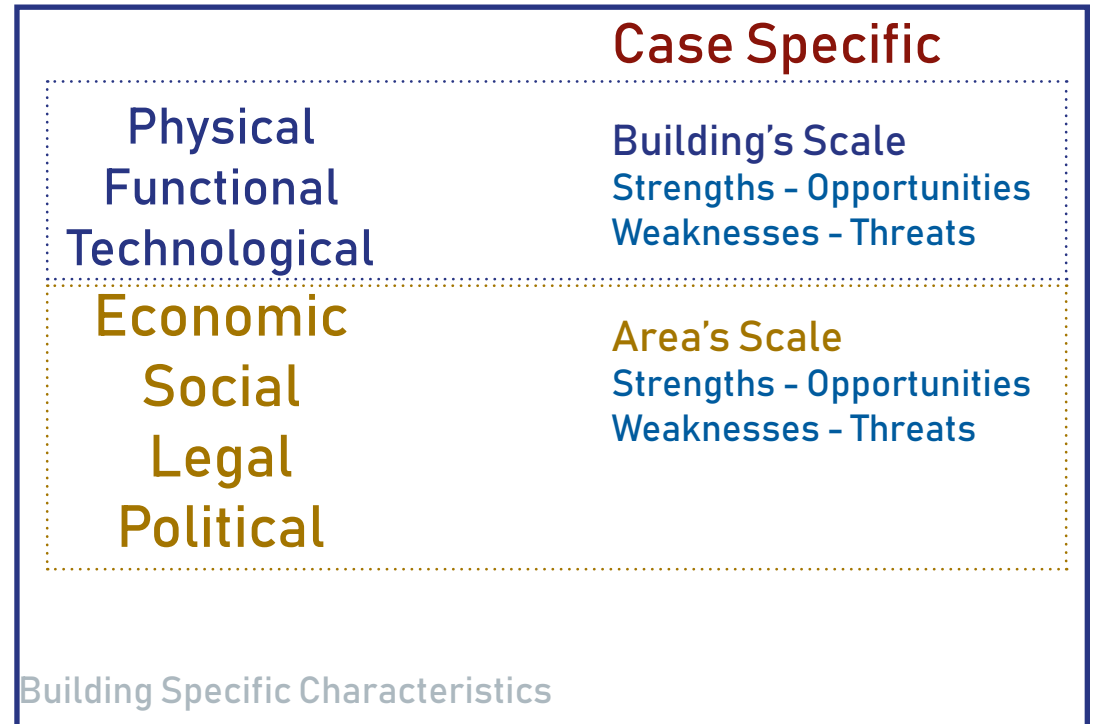 Case Specific
Physical
Functional
Technological
Building's Scale
Strengths - Opportunities
Weaknesses - Threats
Economic
Social
Legal
Political
Area's Scale
Strengths - Opportunities
Weaknesses - Threats
Building Specific Characteristics